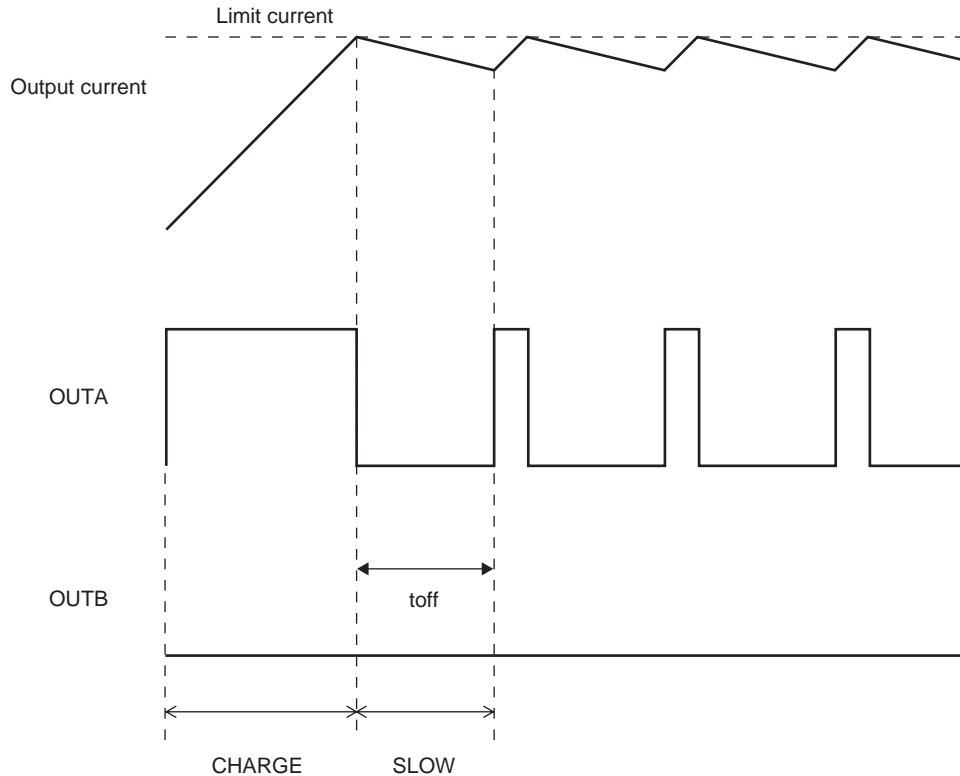 Limit current
Output current
OUTA
OUTB
toff
CHARGE
SLOW